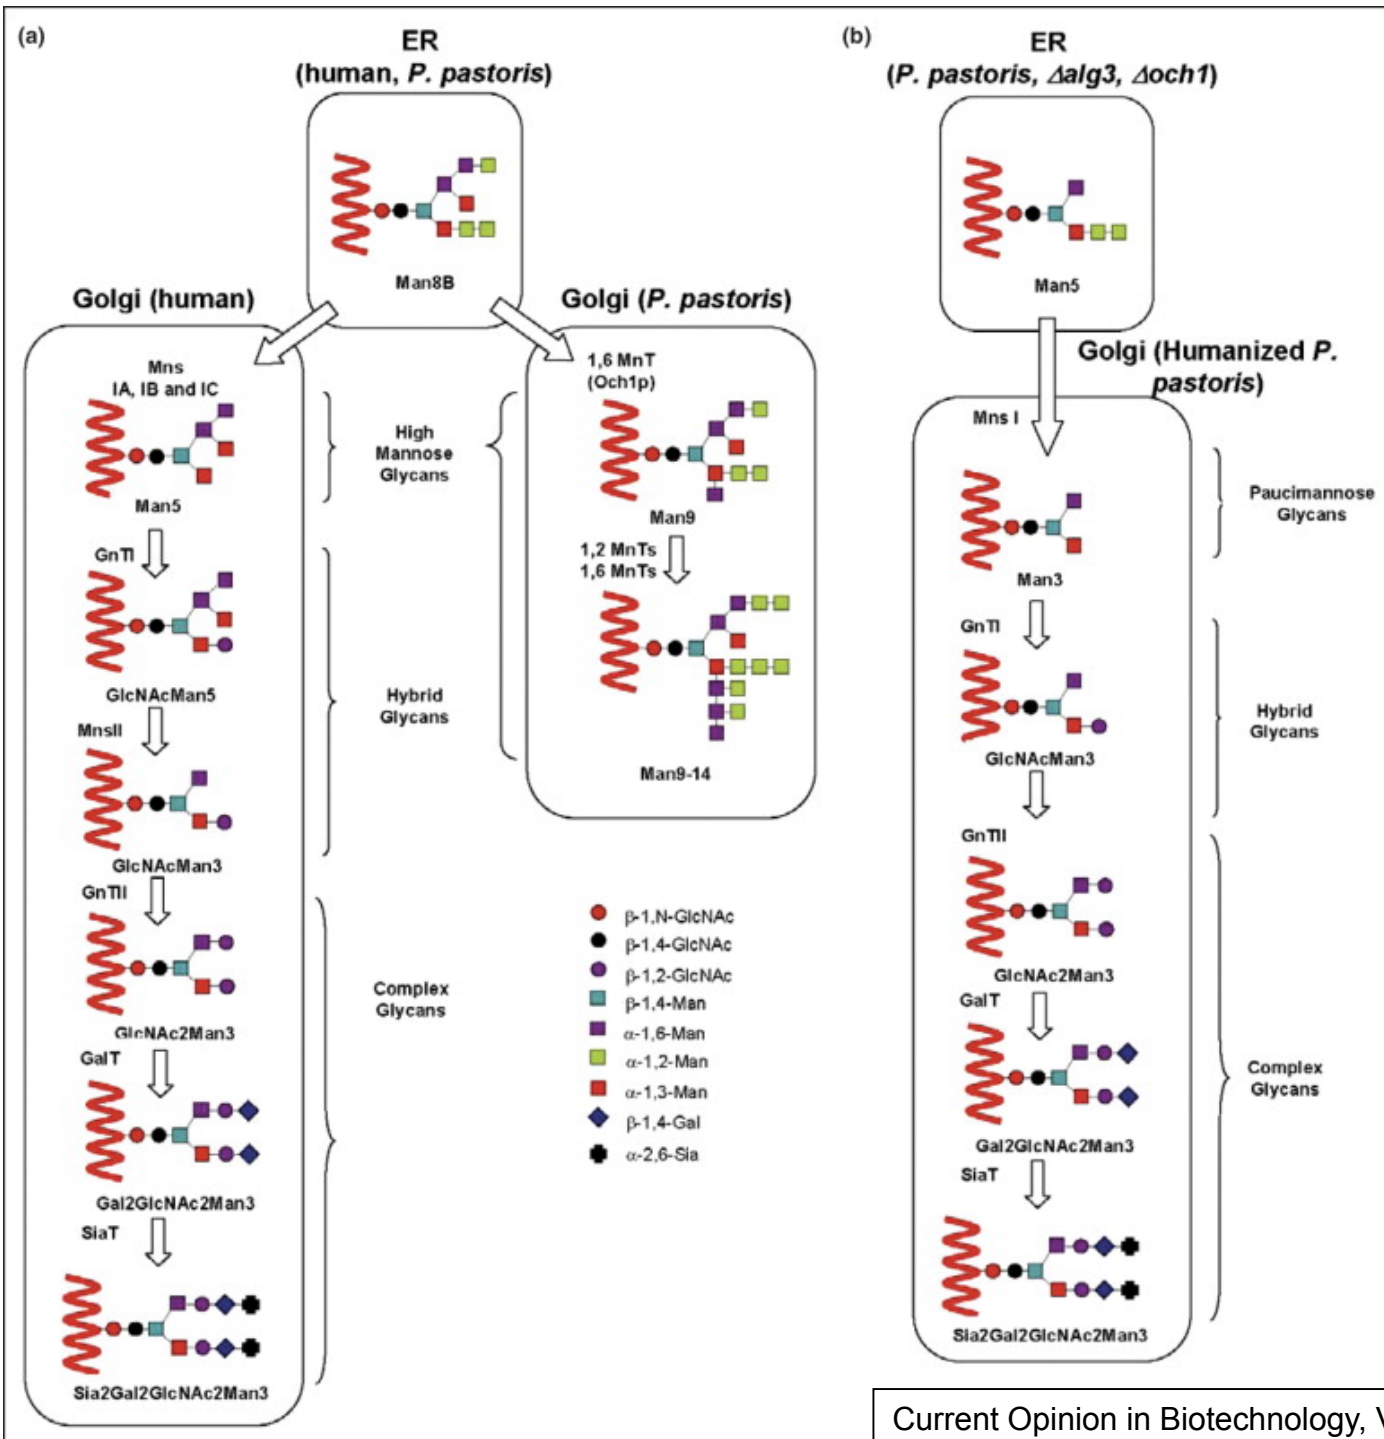 (a)
ER
(human, P. pastoris)
Man8B
Golgi (human)
Golgi (P. pastoris)
Mns
IA, IB and IC
Man5
High
Mannose
Glycans
1,6 MnT
(Och1p)
Man9
1,2 MnTs
1,6 MnTs
Man9-14
GnTI
GlcNAcMan5
MnsII
GlcNAcMan3
Hybrid
Glycans
GnTII
GlcNAc2Man3
GalT
Gal2GlcNAc2Man3
SiaT
Sia2Gal2GlcNAc2Man3
Complex
Glycans
β-1,N-GlcNAc
β-1,4-GlcNAc
β-1,2-GlcNAc
β-1,4-Man
α-1,6-Man
α-1,2-Man
α-1,3-Man
β-1,4-Gal
α-2,6-Sia
(b)
ER
(P. pastoris, Δalg3, Δoch1)
Man5
Golgi (Humanized P.
pastoris)
Mns I
Man3
Paucimannose
Glycans
GnTI
GlcNAcMan3
Hybrid
Glycans
GnTII
GlcNAc2Man3
GalT
Gal2GlcNAc2Man3
SiaT
Sia2Gal2GlcNAc2Man3
Complex
Glycans
Current Opinion in Biotechnology,